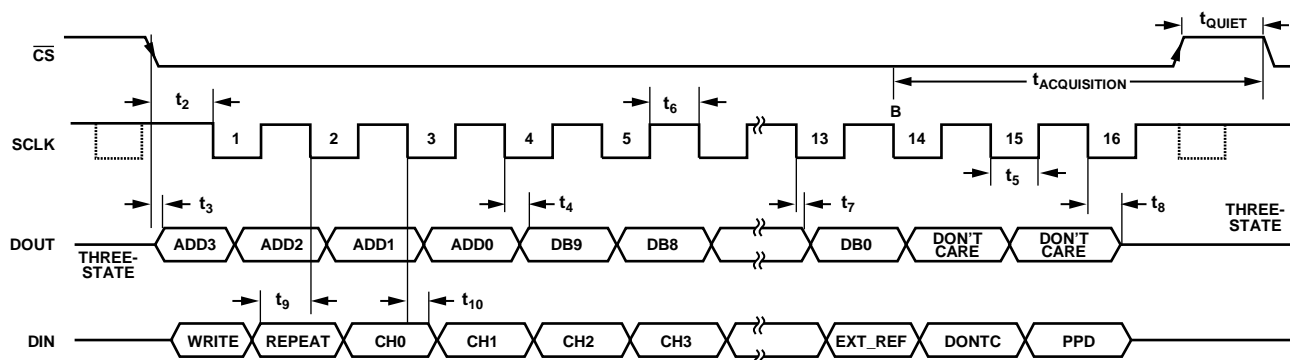 tQUIET
CS
tACQUISITION
t2
t6
B
SCLK
1
2
3
4
5
13
14
15
16
t5
t3
t4
t7
t8
THREE-
STATE
DOUT
ADD3
ADD2
ADD1
ADD0
DB9
DB8
DB0
DON'T
CARE
DON'T
CARE
THREE-
STATE
t9
t10
DIN
WRITE
REPEAT
CH0
CH1
CH2
CH3
EXT_REF
DONTC
PPD